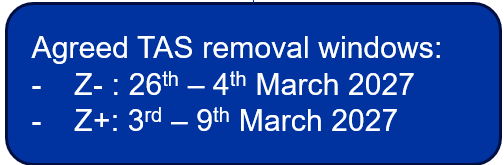 Agreed TAS removal windows:
- Z- : 26th – 4th March 2027
- Z+: 3rd – 9th March 2027